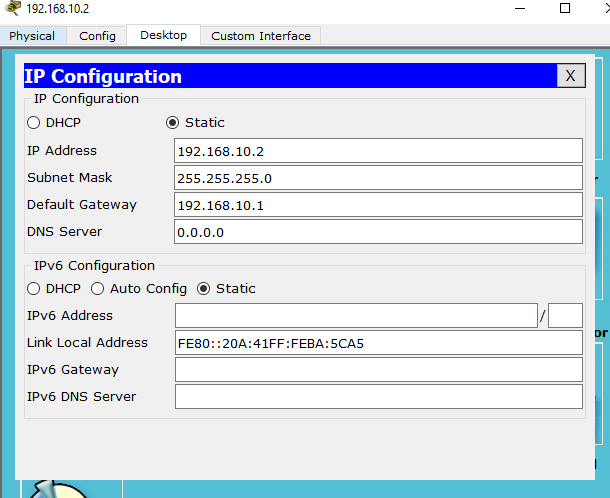 192.168.10.2
Physical Config Desktop Custom Interface
IP Configuration X
IP Configuration
DHCP Static
IP Address 192.168.10.2
Subnet Mask 255.255.255.0
Default Gateway 192.168.10.1
DNS Server 0.0.0.0
IPv6 Configuration
DHCP Auto Config Static
IPv6 Address /
Link Local Address FE80::20A:41FF:FEBA:5CA5
IPv6 Gateway
IPv6 DNS Server